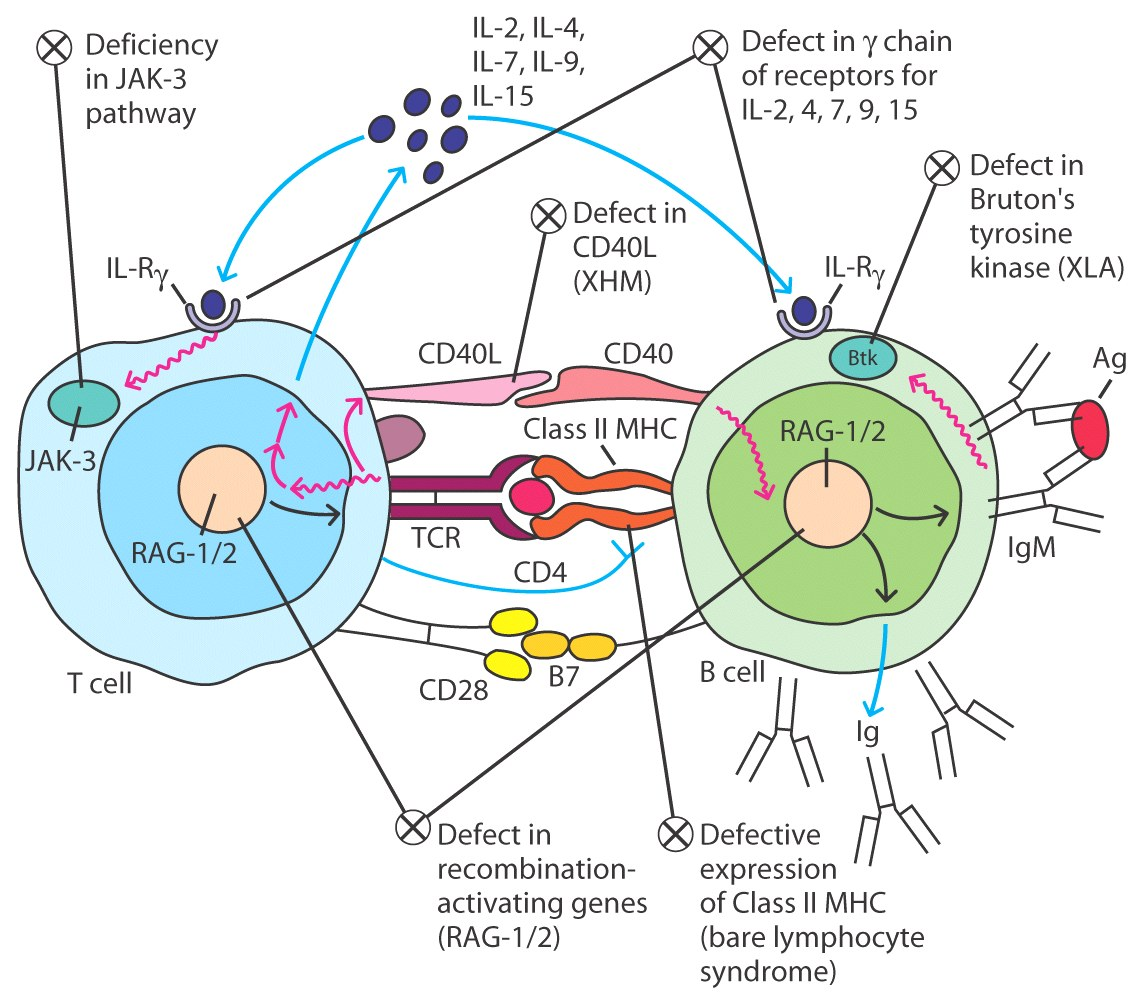 Deficiency
in JAK-3
pathway
IL-2, IL-4,
IL-7, IL-9,
IL-15
Defect in γ chain
of receptors for
IL-2, 4, 7, 9, 15
Defect in
Bruton's
tyrosine
kinase (XLA)
Defect in
CD40L
(XHM)
IL-Rγ
IL-Rγ
CD40L
CD40
Btk
Ag
Class II MHC
RAG-1/2
JAK-3
RAG-1/2
TCR
IgM
CD4
T cell
CD28
B7
B cell
Ig
Defect in
recombination-
activating genes
(RAG-1/2)
Defective
expression
of Class II MHC
(bare lymphocyte
syndrome)